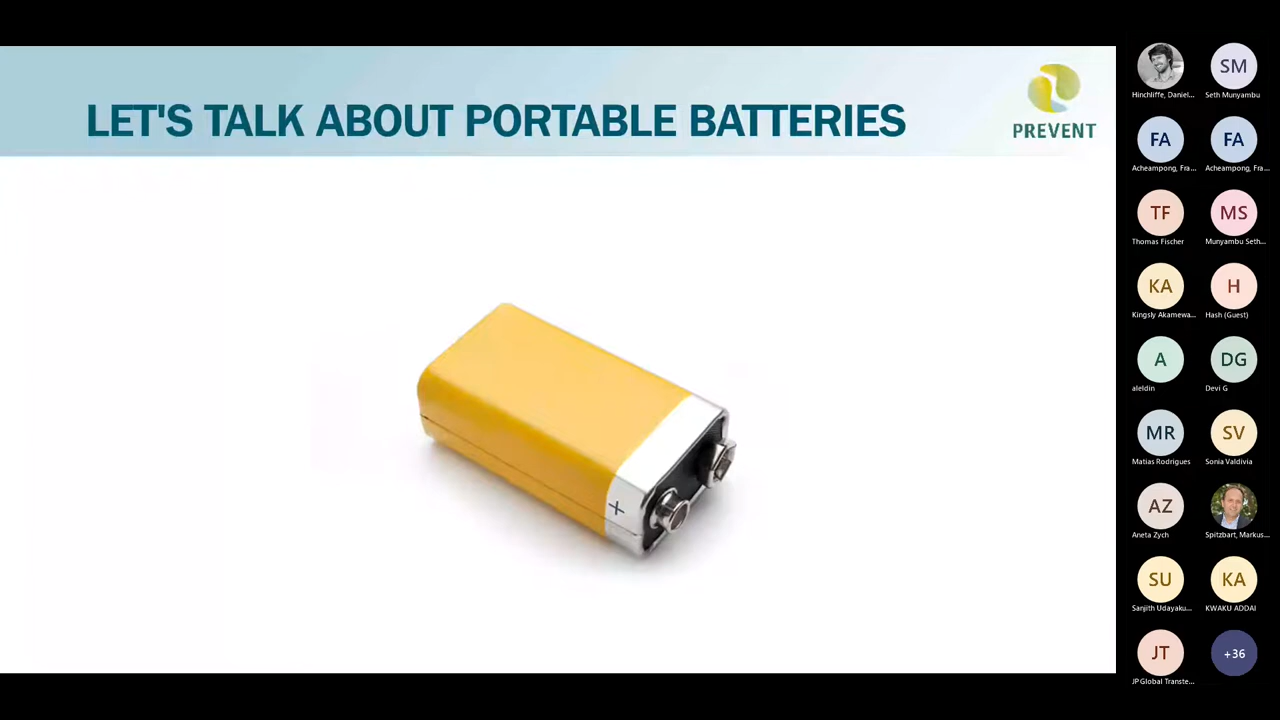 LET'S TALK ABOUT PORTABLE BATTERIES
PREVENT
+
Hinchliffe, Daniel...
SM
Seth Munyambu
FA
Acheampong, Fra...
FA
Acheampong, Fra...
TF
Thomas Fischer
MS
Munyambu Seth...
KA
Kingsly Akamewa...
H
Hash (Guest)
A
aleldin
DG
Devi G
MR
Matias Rodrigues
SV
Sonia Valdivia
AZ
Aneta Zych
Spitzbart, Markus...
SU
Sanjith Udayaku...
KA
KWAKU ADDAI
JT
JPGlobal Transte...
+36